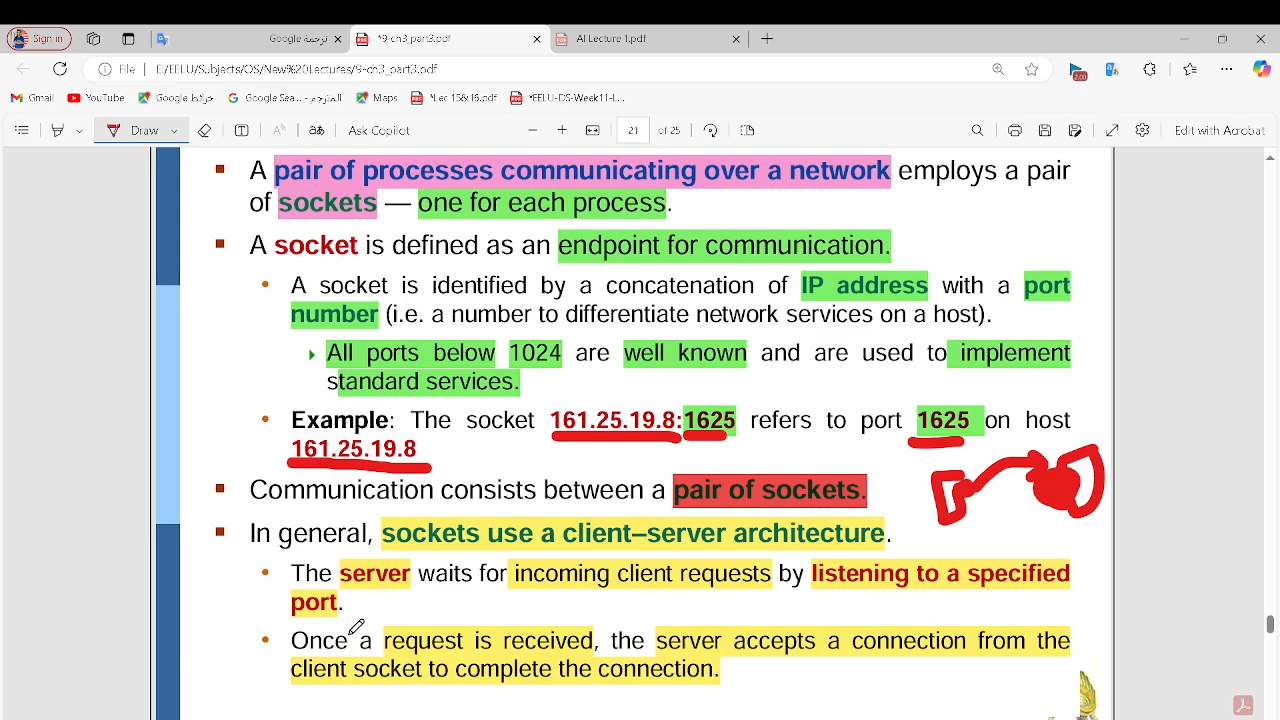 Sign in
ترجمة Google
*9-ch3_part3.pdf
AI Lecture 1.pdf
File
E:/EELU/Subjects/OS/New%20Lectures/9-ch3_part3.pdf
2.00
Gmail
YouTube
خرائط Google
Maps
*Lec 15&16.pdf
*EELU-DS-Week11-L...
Draw
Ask Copilot
21
of 25
Edit with Acrobat
A pair of processes communicating over a network employs a pair
of sockets — one for each process.
A socket is defined as an endpoint for communication.
A socket is identified by a concatenation of IP address with a port
number (i.e. a number to differentiate network services on a host).
All ports below 1024 are well known and are used to implement
standard services.
Example: The socket 161.25.19.8:1625 refers to port 1625 on host
161.25.19.8
Communication consists between a pair of sockets.
In general, sockets use a client–server architecture.
The server waits for incoming client requests by listening to a specified
port.
Once a request is received, the server accepts a connection from the
client socket to complete the connection.